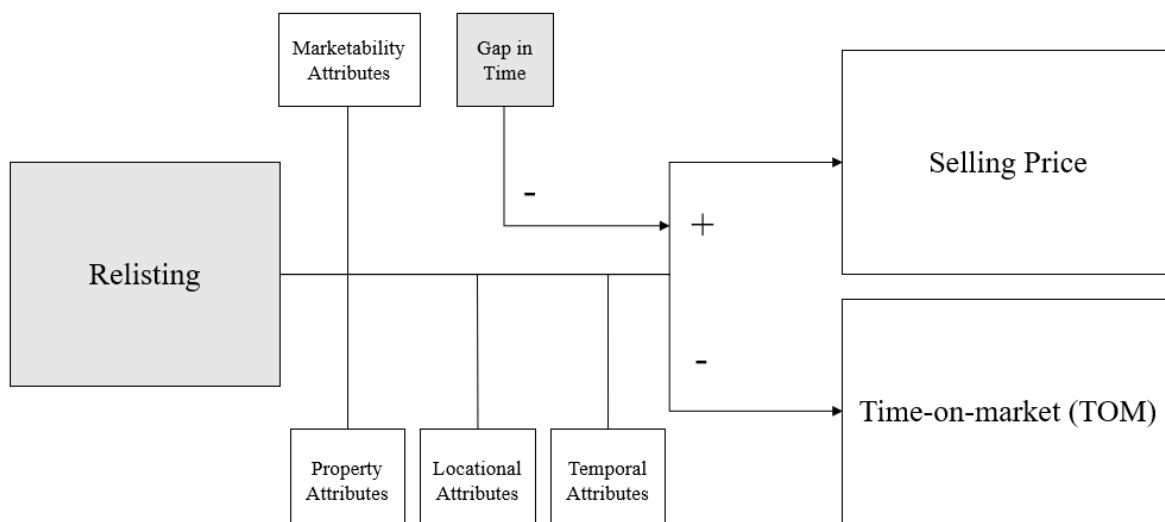 Marketability
Attributes
Gap in
Time
-
+
-
Relisting
Selling Price
Time-on-market (TOM)
Property
Attributes
Locational
Attributes
Temporal
Attributes